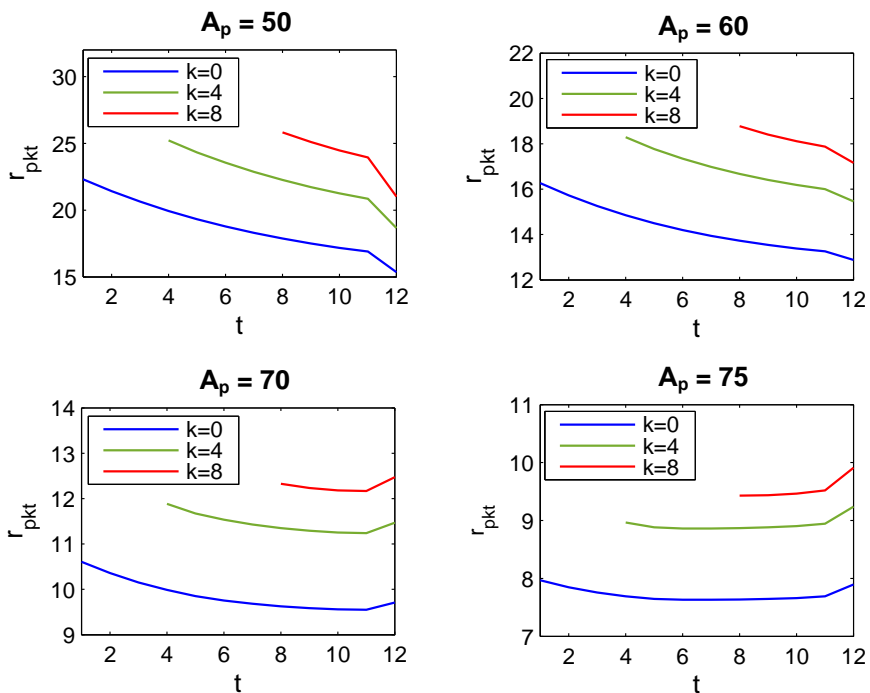 A_p = 50
32
30
25
20
15
r_pkt
k=0
k=4
k=8
2 4 6 8 10 12
t
A_p = 60
22
20
18
16
14
12
r_pkt
k=0
k=4
k=8
2 4 6 8 10 12
t
A_p = 70
14
13
12
11
10
9
r_pkt
k=0
k=4
k=8
2 4 6 8 10 12
t
A_p = 75
11
10
9
8
7
r_pkt
k=0
k=4
k=8
2 4 6 8 10 12
t